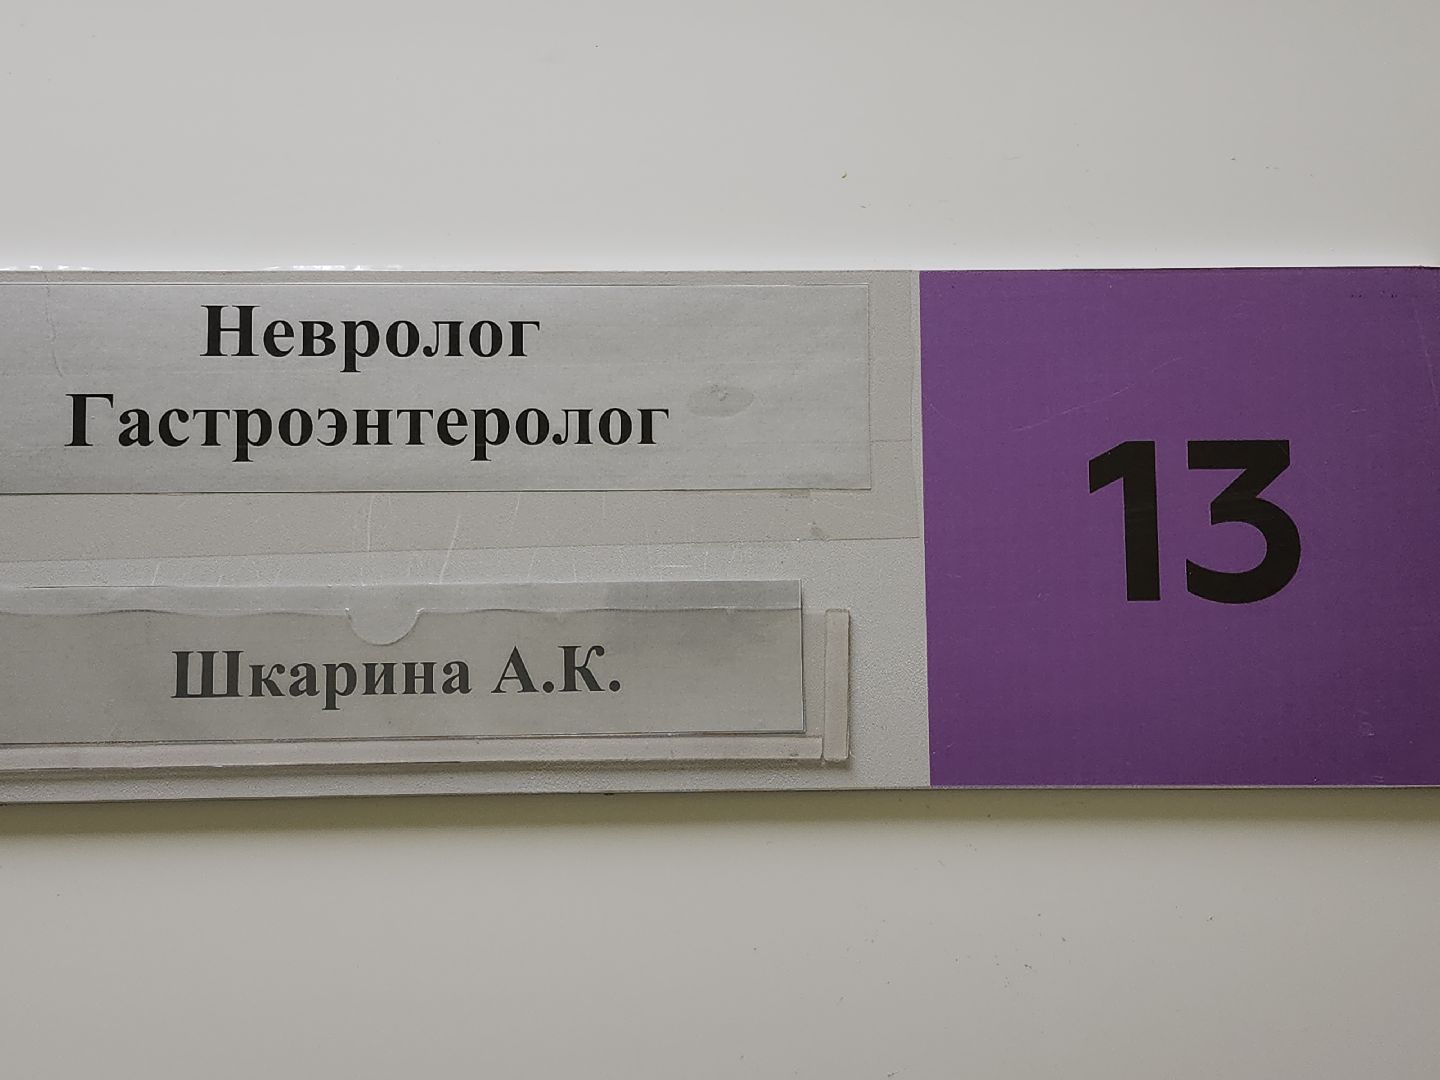 Невролог
Гастроэнтеролог
13
Шкарина А.К.